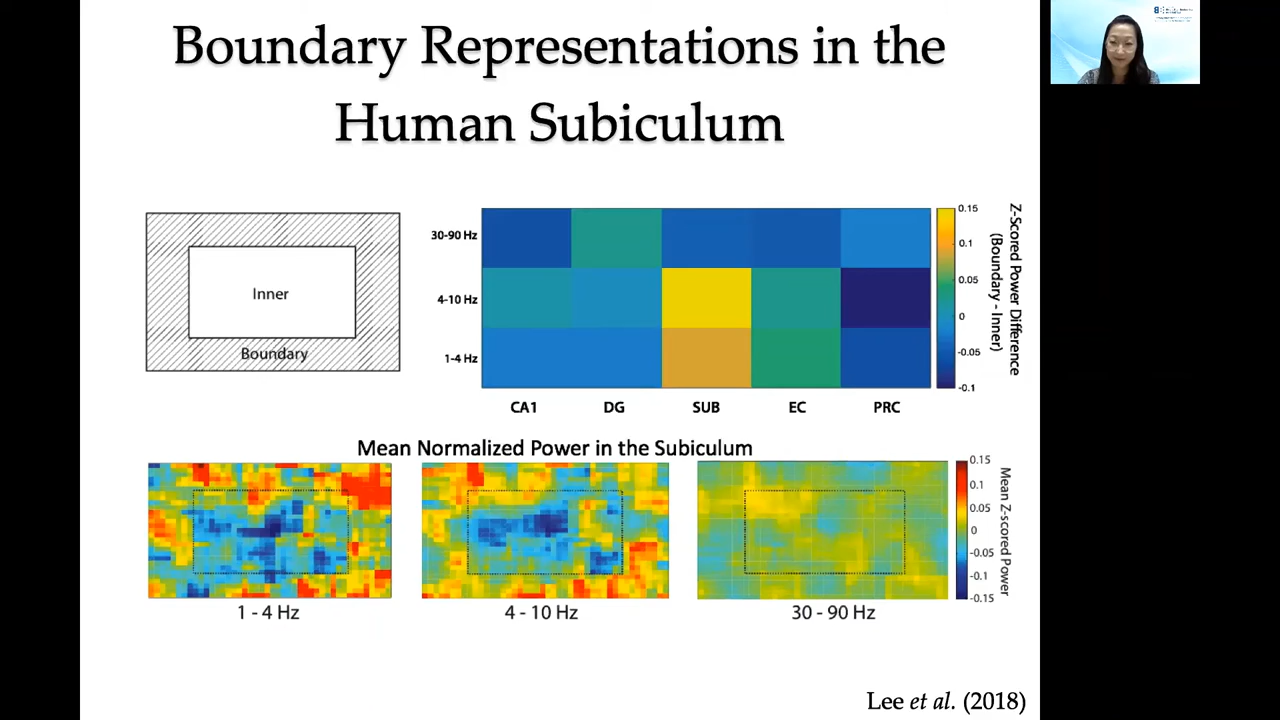 Boundary Representations in the
Human Subiculum
Inner
Boundary
30-90 Hz
4-10 Hz
1-4 Hz
CA1 DG SUB EC PRC
0.15
0.1
0.05
0
-0.05
-0.1
Z-Scored Power Difference
(Boundary - Inner)
Mean Normalized Power in the Subiculum
1 - 4 Hz 4 - 10 Hz 30 - 90 Hz
0.15
0.1
0.05
0
-0.05
-0.1
-0.15
Mean Z-scored Power
Lee et al. (2018)